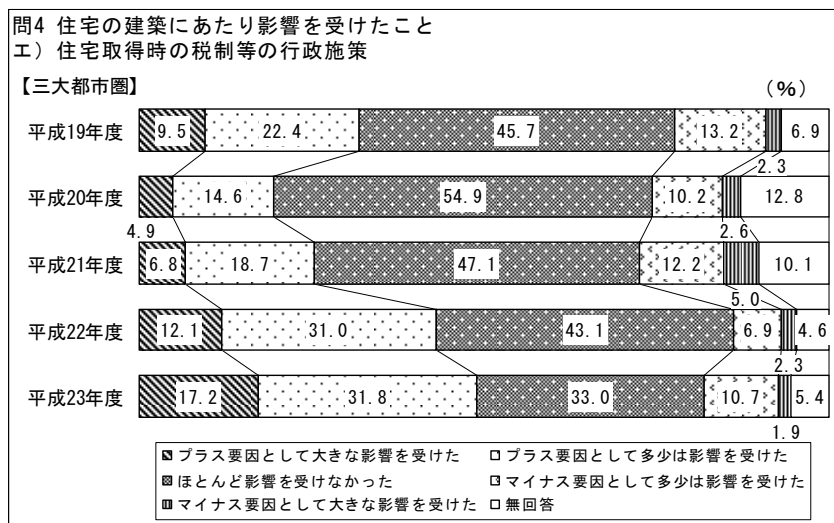 問4 住宅の建築にあたり影響を受けたこと
エ）住宅取得時の税制等の行政施策
【三大都市圏】
（%）
平成19年度 9.5 22.4 45.7 13.2 6.9
2.3
平成20年度 14.6 54.9 10.2 12.8
4.9 2.6
平成21年度 6.8 18.7 47.1 12.2 10.1
5.0
平成22年度 12.1 31.0 43.1 6.9 4.6
2.3
平成23年度 17.2 31.8 33.0 10.7 5.4
1.9
プラス要因として大きな影響を受けた プラス要因として多少は影響を受けた
ほとんど影響を受けなかった マイナス要因として多少は影響を受けた
マイナス要因として大きな影響を受けた 無回答